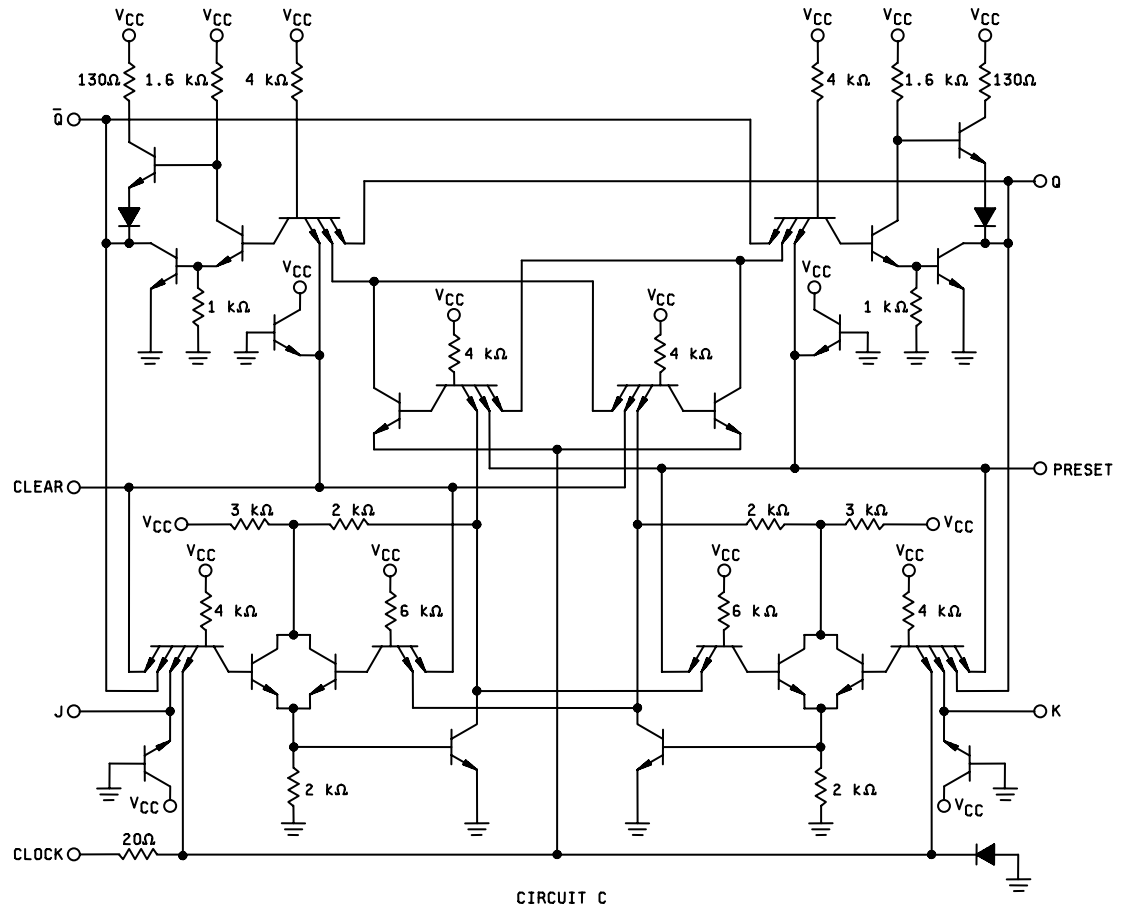 VCC VCC VCC VCC VCC VCC
130Ω 1.6 kΩ 4 kΩ 4 kΩ 1.6 kΩ 130Ω
Q̅
Q
VCC VCC
1 kΩ VCC VCC 1 kΩ
4 kΩ 4 kΩ
PRESET
CLEAR
3 kΩ 2 kΩ 2 kΩ 3 kΩ
VCC VCC
VCC VCC VCC VCC
4 kΩ 6 kΩ 6 kΩ 4 kΩ
J K
2 kΩ 2 kΩ
VCC VCC
20Ω
CLOCK
CIRCUIT C